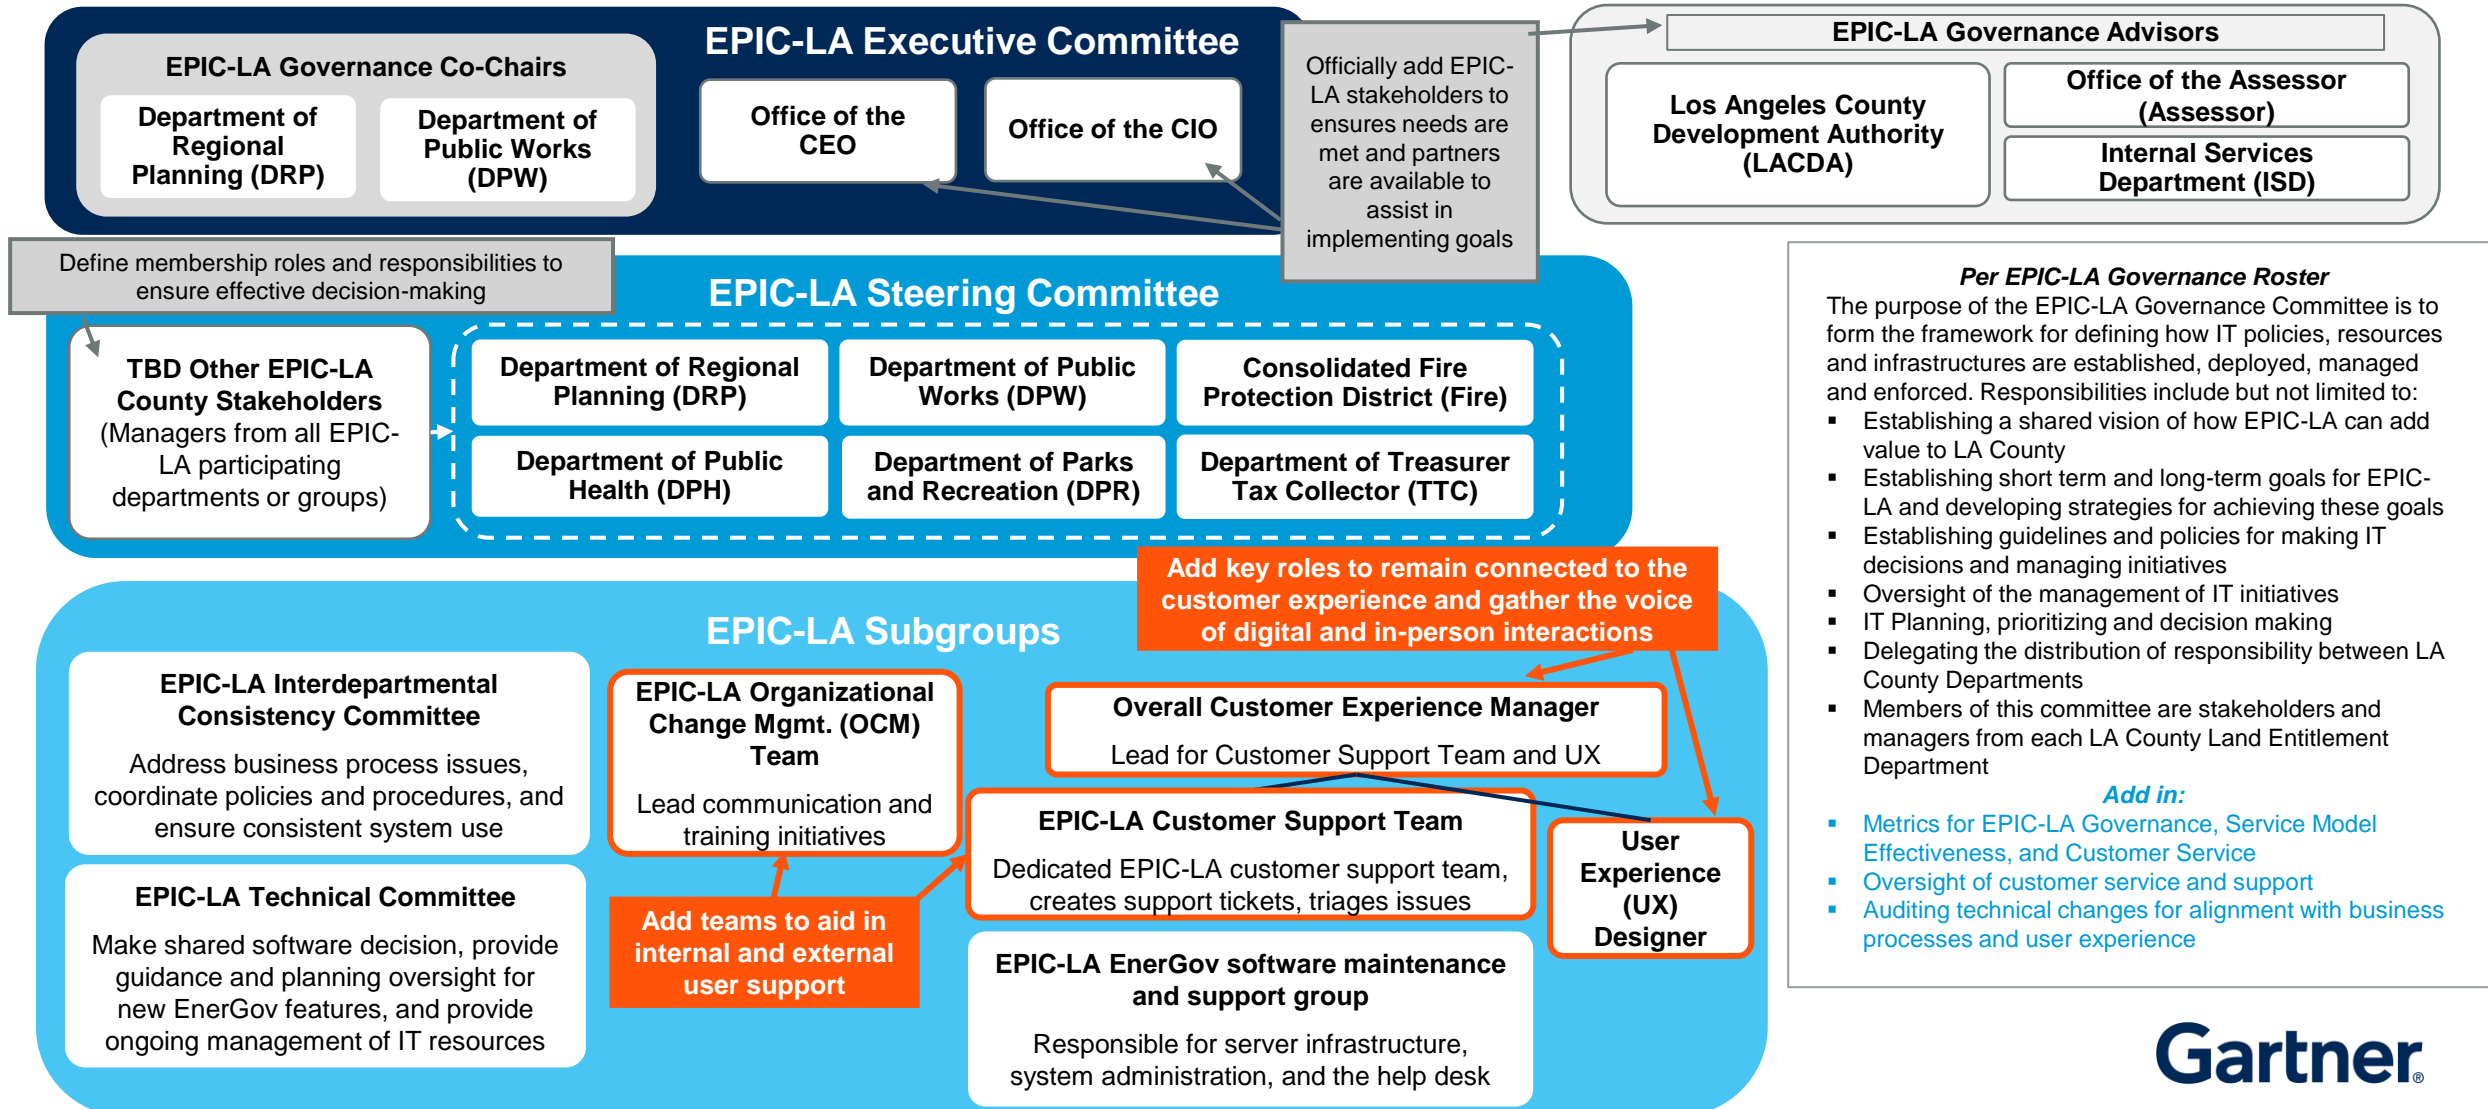 EPIC-LA Executive Committee
EPIC-LA Governance Co-Chairs
Department of
Regional
Planning (DRP)
Department of
Public Works
(DPW)
Office of the
CEO
Office of the CIO
Officially add EPIC-
LA stakeholders to
ensures needs are
met and partners
are available to
assist in
implementing goals
EPIC-LA Governance Advisors
Los Angeles County
Development Authority
(LACDA)
Office of the Assessor
(Assessor)
Internal Services
Department (ISD)
Define membership roles and responsibilities to
ensure effective decision-making
EPIC-LA Steering Committee
TBD Other EPIC-LA
County Stakeholders
(Managers from all EPIC-
LA participating
departments or groups)
Department of Regional
Planning (DRP)
Department of Public
Works (DPW)
Consolidated Fire
Protection District (Fire)
Department of Public
Health (DPH)
Department of Parks
and Recreation (DPR)
Department of Treasurer
Tax Collector (TTC)
Add key roles to remain connected to the
customer experience and gather the voice
of digital and in-person interactions
EPIC-LA Subgroups
EPIC-LA Interdepartmental
Consistency Committee
Address business process issues,
coordinate policies and procedures, and
ensure consistent system use
EPIC-LA Technical Committee
Make shared software decision, provide
guidance and planning oversight for
new EnerGov features, and provide
ongoing management of IT resources
EPIC-LA Organizational
Change Mgmt. (OCM)
Team
Lead communication and
training initiatives
Add teams to aid in
internal and external
user support
Overall Customer Experience Manager
Lead for Customer Support Team and UX
EPIC-LA Customer Support Team
Dedicated EPIC-LA customer support team,
creates support tickets, triages issues
User
Experience
(UX)
Designer
EPIC-LA EnerGov software maintenance
and support group
Responsible for server infrastructure,
system administration, and the help desk
Per EPIC-LA Governance Roster
The purpose of the EPIC-LA Governance Committee is to
form the framework for defining how IT policies, resources
and infrastructures are established, deployed, managed
and enforced. Responsibilities include but not limited to:
▪ Establishing a shared vision of how EPIC-LA can add
value to LA County
▪ Establishing short term and long-term goals for EPIC-
LA and developing strategies for achieving these goals
▪ Establishing guidelines and policies for making IT
decisions and managing initiatives
▪ Oversight of the management of IT initiatives
▪ IT Planning, prioritizing and decision making
▪ Delegating the distribution of responsibility between LA
County Departments
▪ Members of this committee are stakeholders and
managers from each LA County Land Entitlement
Department
Add in:
▪ Metrics for EPIC-LA Governance, Service Model
Effectiveness, and Customer Service
▪ Oversight of customer service and support
▪ Auditing technical changes for alignment with business
processes and user experience
Gartner®